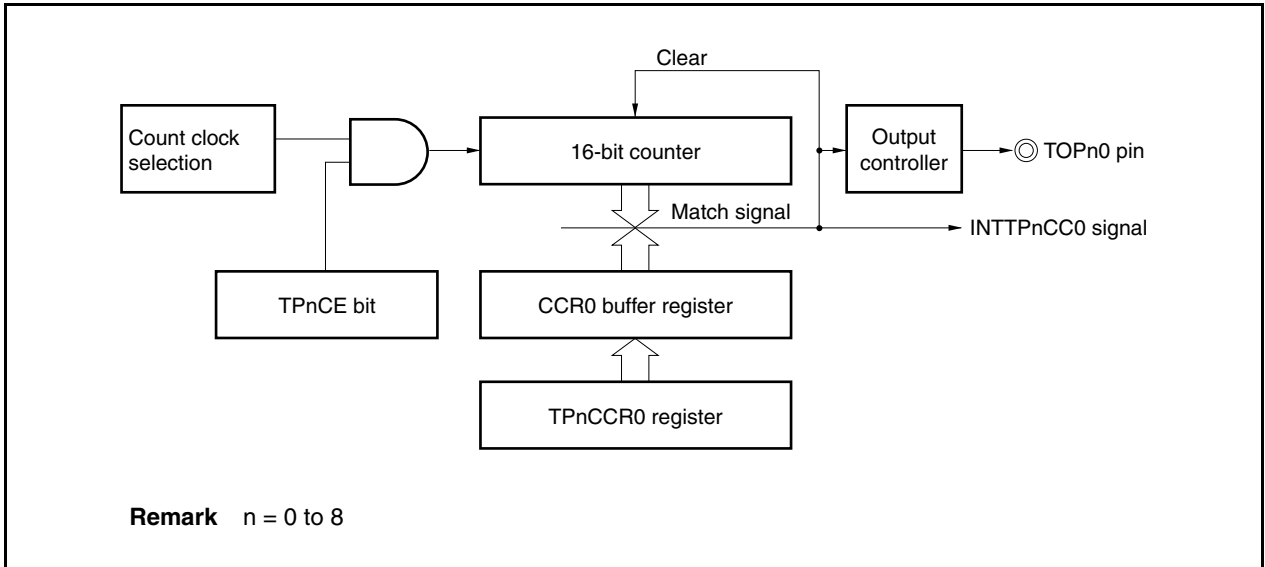 Clear
Count clock
selection
16-bit counter
Output
controller
TOPn0 pin
Match signal
INTTPnCC0 signal
TPnCE bit
CCR0 buffer register
TPnCCR0 register
Remark n = 0 to 8